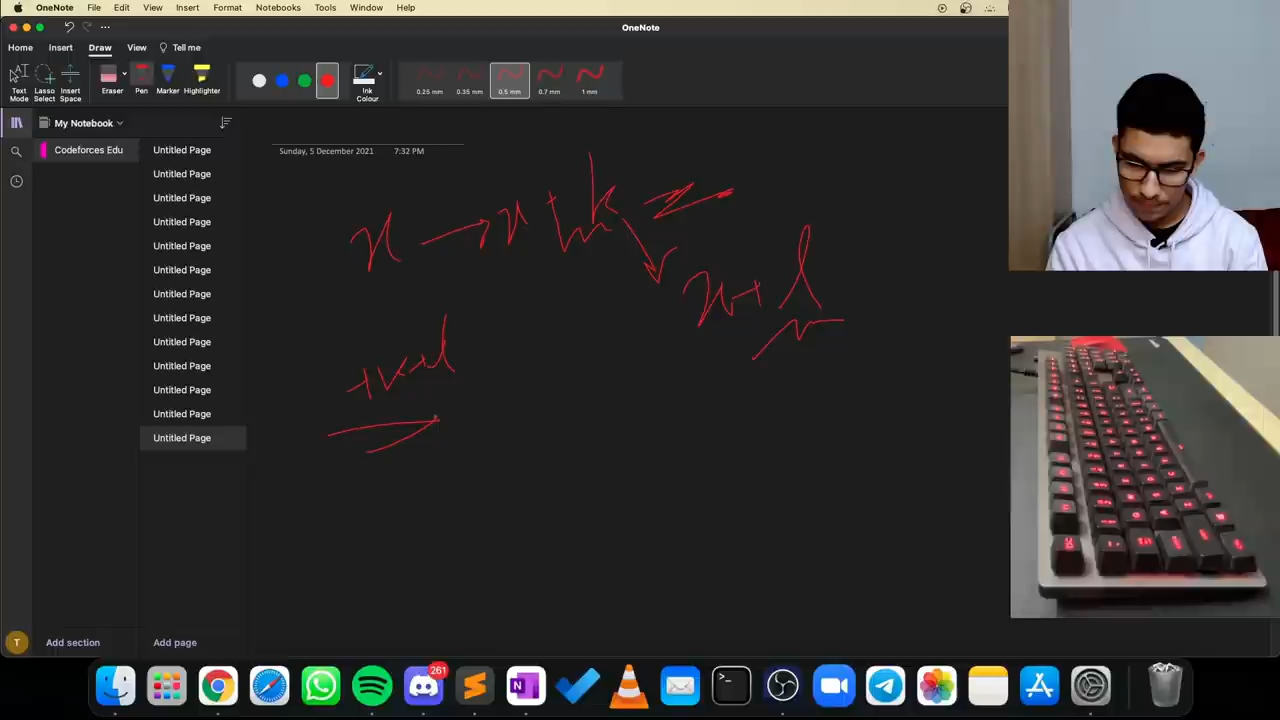 OneNote File Edit View Insert Format Notebooks Tools Window Help
OneNote
Home Insert Draw View Tell me
Text Mode
Lasso Select
Insert Space
Eraser
Pen
Marker
Highlighter
Ink Colour
0.25 mm 0.35 mm 0.5 mm 0.7 mm 1 mm
My Notebook
Codeforces Edu
Untitled Page
Untitled Page
Untitled Page
Untitled Page
Untitled Page
Untitled Page
Untitled Page
Untitled Page
Untitled Page
Untitled Page
Untitled Page
Untitled Page
Untitled Page
Sunday, 5 December 2021 7:32 PM
x → x + k
x + l
T
Add section
Add page
261